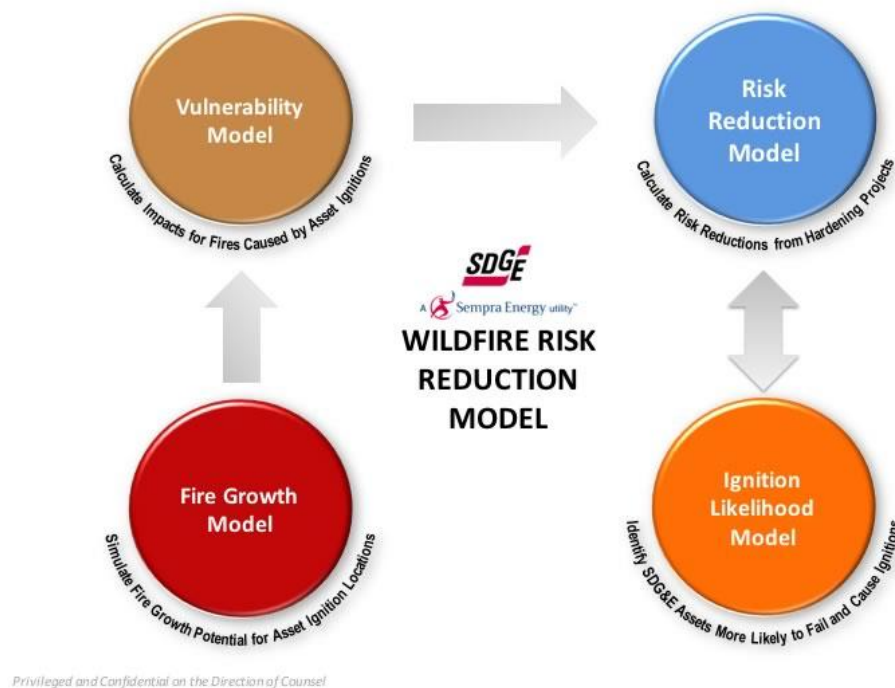 Vulnerability
Model
Calculate Impacts for Fires Caused by Asset Ignitions
Risk
Reduction
Model
Calculate Risk Reductions from Hardening Projects
SDGE
A Sempra Energy utility™
WILDFIRE RISK
REDUCTION
MODEL
Fire Growth
Model
Simulate Fire Growth Potential for Asset Ignition Locations
Ignition
Likelihood
Model
Identify SDG&E Assets More Likely to Fail and Cause Ignitions
Privileged and Confidential on the Direction of Counsel